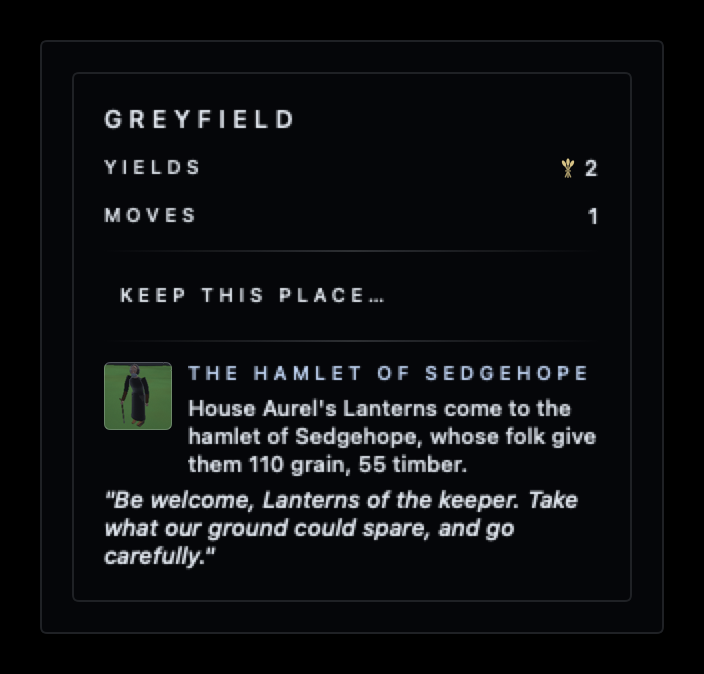 GREYFIELD
YIELDS 2
MOVES 1
KEEP THIS PLACE…
THE HAMLET OF SEDGEHOPE
House Aurel's Lanterns come to the
hamlet of Sedgehope, whose folk give
them 110 grain, 55 timber.
"Be welcome, Lanterns of the keeper. Take
what our ground could spare, and go
carefully."